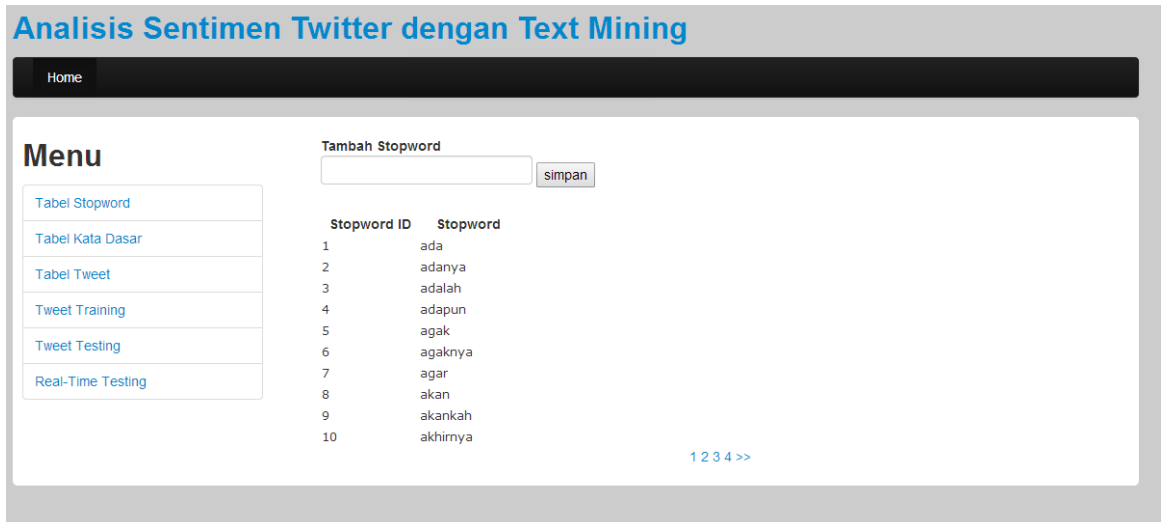 Analisis Sentimen Twitter dengan Text Mining
Home
Menu
Tabel Stopword
Tabel Kata Dasar
Tabel Tweet
Tweet Training
Tweet Testing
Real-Time Testing
Tambah Stopword
simpan
Stopword ID Stopword
1 ada
2 adanya
3 adalah
4 adapun
5 agak
6 agaknya
7 agar
8 akan
9 akankah
10 akhirnya
1 2 3 4 >>